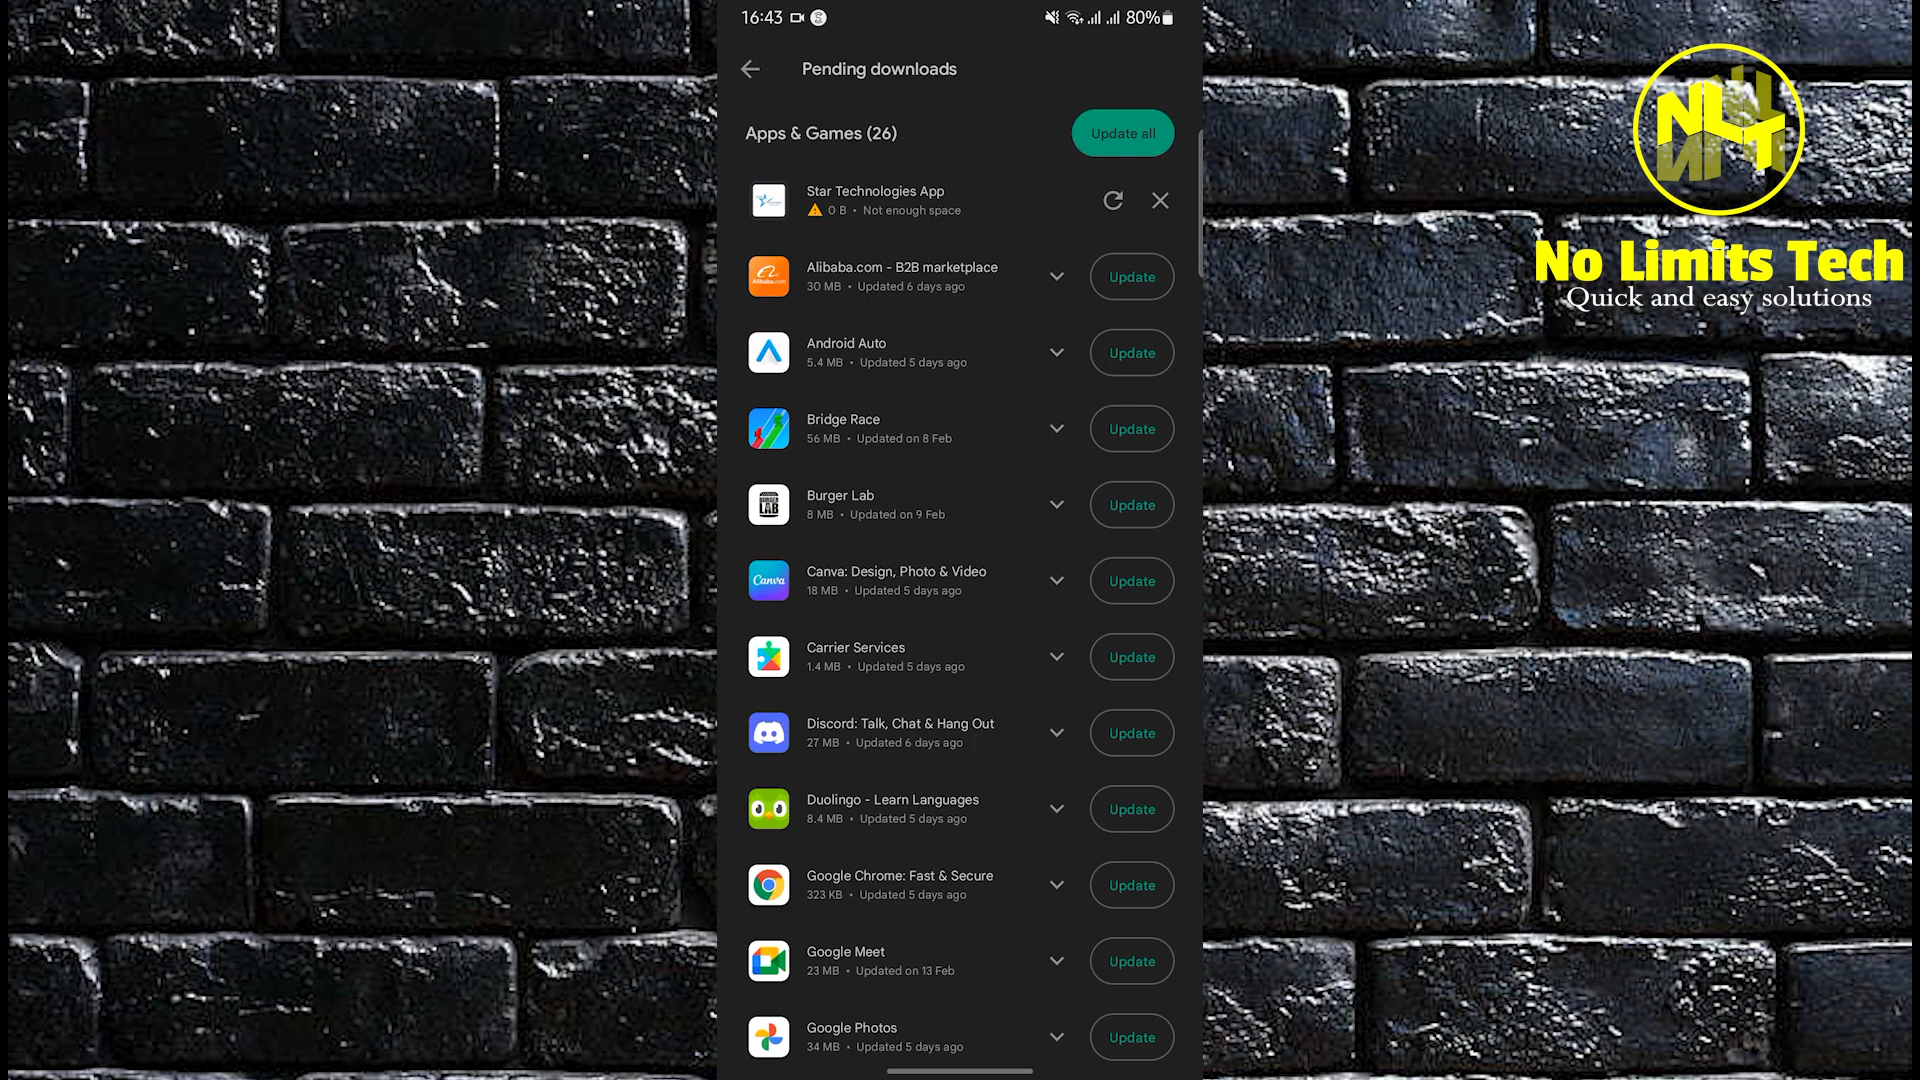 16:43
80%
Pending downloads
Apps & Games (26)
Update all
Star Technologies App
0 B • Not enough space
Alibaba.com - B2B marketplace
30 MB • Updated 6 days ago
Update
Android Auto
5.4 MB • Updated 5 days ago
Update
Bridge Race
56 MB • Updated on 8 Feb
Update
BURGER LAB
Burger Lab
8 MB • Updated on 9 Feb
Update
Canva
Canva: Design, Photo & Video
18 MB • Updated 5 days ago
Update
Carrier Services
1.4 MB • Updated 5 days ago
Update
Discord: Talk, Chat & Hang Out
27 MB • Updated 6 days ago
Update
Duolingo - Learn Languages
8.4 MB • Updated 5 days ago
Update
Google Chrome: Fast & Secure
323 KB • Updated 5 days ago
Update
Google Meet
23 MB • Updated on 13 Feb
Update
Google Photos
34 MB • Updated 5 days ago
Update
NLT
No Limits Tech
Quick and easy solutions